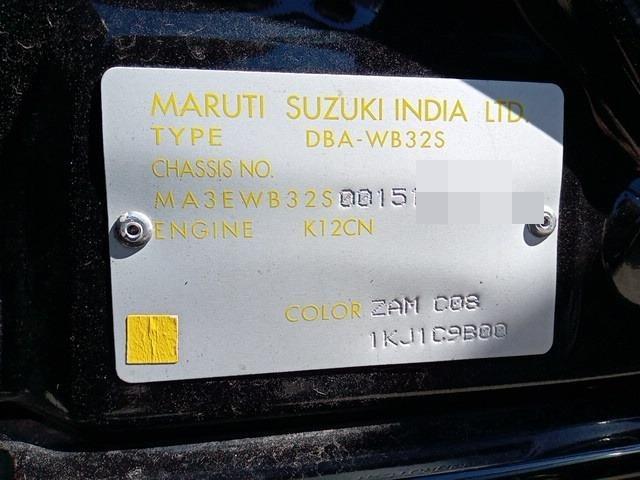 MARUTI SUZUKI INDIA LTD.
TYPE DBA-WB32S
CHASSIS NO.
MA3EWB32S00151
ENGINE K12CN
COLOR ZAM C08
1KJ1C9B00